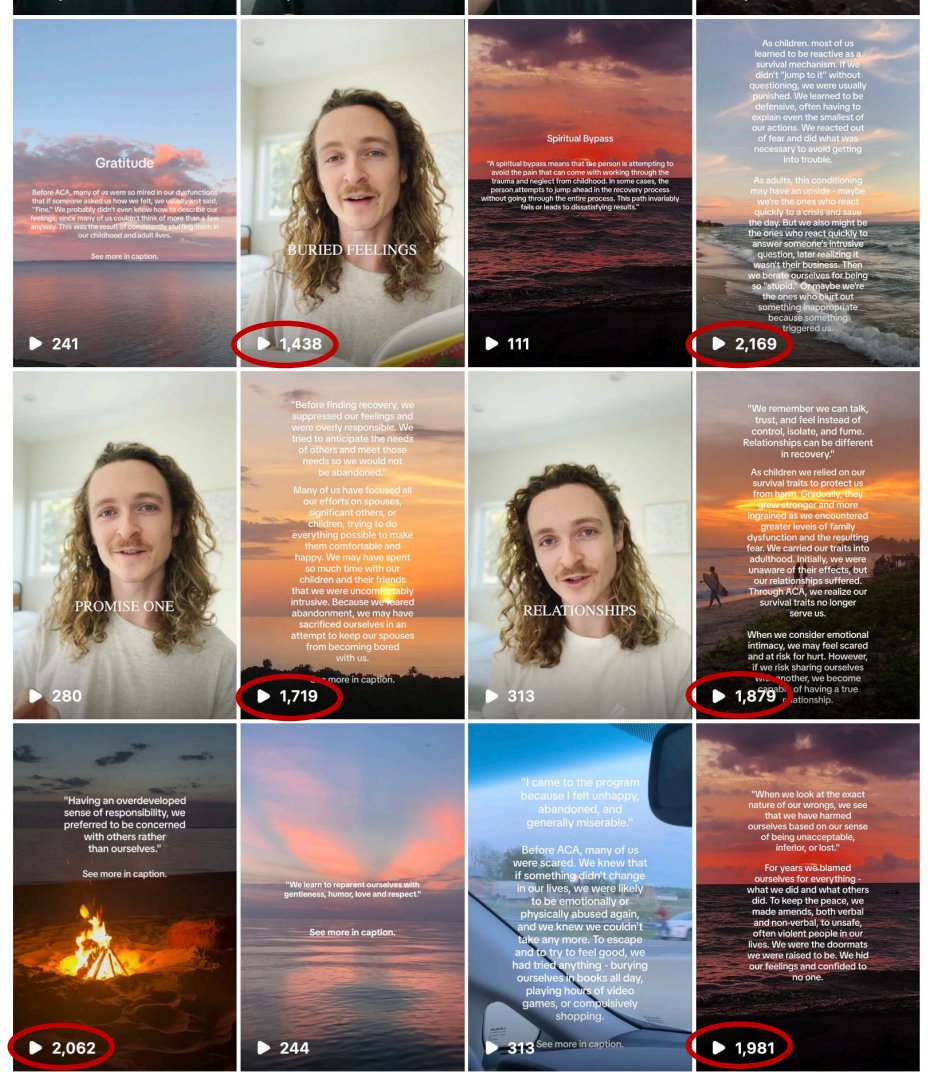 Gratitude
Before ACA, many of us were so mired in our dysfunctions
that if someone asked us how we felt, we usually just said,
"Fine." We probably didn't even know how to describe our
feelings, since many of us couldn't think of more than a few
anyway. This was the result of consistently stuffing them in
our childhood and adult lives.
See more in caption.
241
BURIED FEELINGS
1,438
Spiritual Bypass
"A spiritual bypass means that the person is attempting to
avoid the pain that can come with working through the
trauma and neglect from childhood. In some cases, the
person attempts to jump ahead in the recovery process
without going through the entire process. This path invariably
fails or leads to dissatisfying results."
111
As children. most of us
learned to be reactive as a
survival mechanism. If we
didn't "jump to it" without
questioning, we were usually
punished. We learned to be
defensive, often having to
explain even the smallest of
our actions. We reacted out
of fear and did what was
necessary to avoid getting
into trouble.
As adults, this conditioning
may have an upside - maybe
we're the ones who react
quickly to a crisis and save
the day. But we also might be
the ones who react quickly to
answer someone's intrusive
question, later realizing it
wasn't their business. Then
we berate ourselves for being
so "stupid." Or maybe we're
the ones who blurt out
something inappropriate
because something
triggered us.
2,169
PROMISE ONE
280
"Before finding recovery, we
suppressed our feelings and
were overly responsible. We
tried to anticipate the needs
of others and meet those
needs so we would not
be abandoned."
Many of us have focused all
our efforts on spouses,
significant others, or
children, trying to do
everything possible to make
them comfortable and
happy. We may have spent
so much time with our
children and their friends
that we were uncomfortably
intrusive. Because we feared
abandonment, we may have
sacrificed ourselves in an
attempt to keep our spouses
from becoming bored
with us.
See more in caption.
1,719
RELATIONSHIPS
313
"We remember we can talk,
trust, and feel instead of
control, isolate, and fume.
Relationships can be different
in recovery."
As children we relied on our
survival traits to protect us
from harm. Gradually, they
grew stronger and more
ingrained as we encountered
greater levels of family
dysfunction and the resulting
fear. We carried our traits into
adulthood. Initially, we were
unaware of their effects, but
our relationships suffered.
Through ACA, we realize our
survival traits no longer
serve us.
When we consider emotional
intimacy, we may feel scared
and at risk for hurt. However,
if we risk sharing ourselves
with another, we become
capable of having a true
relationship.
1,879
"Having an overdeveloped
sense of responsibility, we
preferred to be concerned
with others rather
than ourselves."
See more in caption.
2,062
"We learn to reparent ourselves with
gentleness, humor, love and respect."
See more in caption.
244
"I came to the program
because I felt unhappy,
abandoned, and
generally miserable."
Before ACA, many of us
were scared. We knew that
if something didn't change
in our lives, we were likely
to be emotionally or
physically abused again,
and we knew we couldn't
take any more. To escape
and to try to feel good, we
had tried anything - burying
ourselves in books all day,
playing hours of video
games, or compulsively
shopping.
See more in caption.
313
"When we look at the exact
nature of our wrongs, we see
that we have harmed
ourselves based on our sense
of being unacceptable,
inferior, or lost."
For years we blamed
ourselves for everything -
what we did and what others
did. To keep the peace, we
made amends, both verbal
and non-verbal, to unsafe,
often violent people in our
lives. We were the doormats
we were raised to be. We hid
our feelings and confided to
no one.
1,981